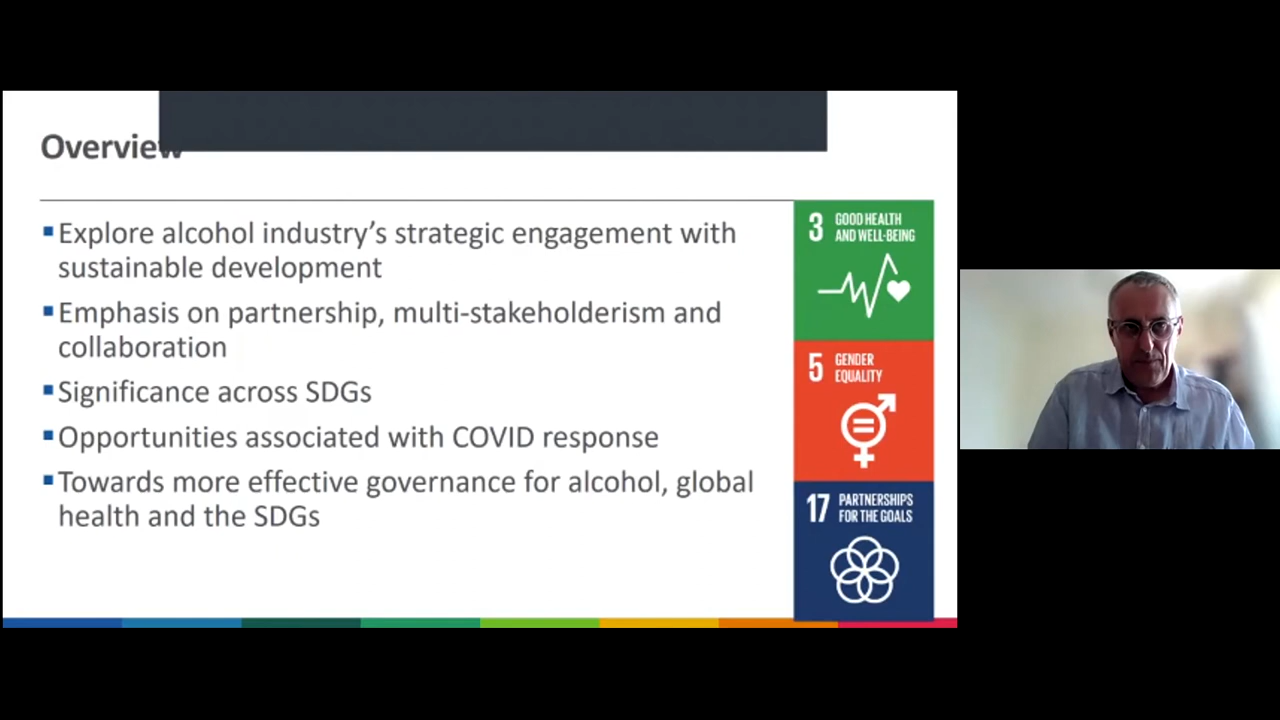 Overview
Explore alcohol industry’s strategic engagement with
sustainable development
Emphasis on partnership, multi-stakeholderism and
collaboration
Significance across SDGs
Opportunities associated with COVID response
Towards more effective governance for alcohol, global
health and the SDGs
3 GOOD HEALTH
AND WELL-BEING
5 GENDER
EQUALITY
17 PARTNERSHIPS
FOR THE GOALS